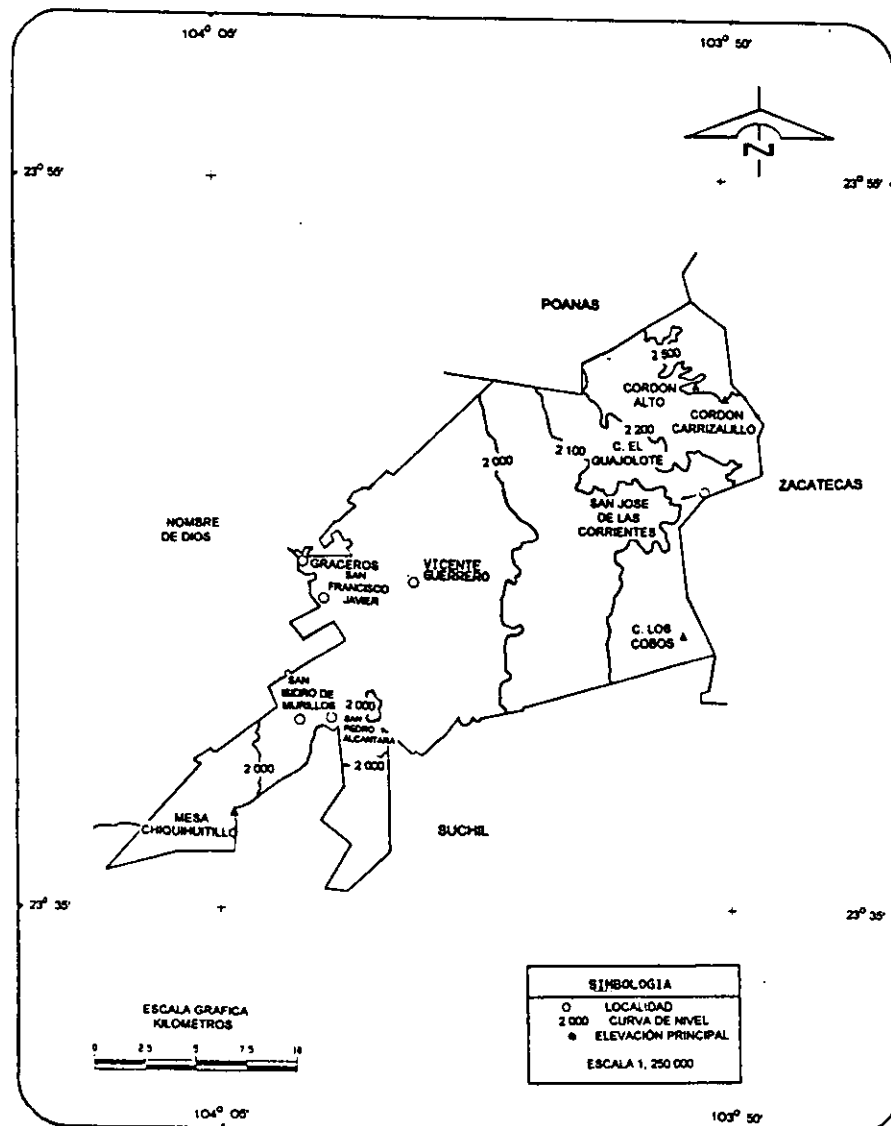 104° 05'
103° 50'
N
23° 55'
23° 55'
POANAS
2 500
CORDON
ALTO
CORDON
CARRIZALILLO
2 200
2 100
C. EL
GUAJOLOTE
2 000
ZACATECAS
SAN JOSE
DE LAS
CORRIENTES
NOMBRE
DE DIOS
GRACEROS
SAN
FRANCISCO
JAVIER
VICENTE
GUERRERO
C. LOS
COBOS
SAN
ISIDRO DE
MURILLOS
2 000
SAN
PEDRO
ALCANTARA
2 000
2 000
MESA
CHIQUIHUITILLO
SUCHIL
23° 35'
23° 35'
ESCALA GRAFICA
KILOMETROS
0 2 5 5 7 5 10
SIMBOLOGIA
LOCALIDAD
2 000 CURVA DE NIVEL
ELEVACIÓN PRINCIPAL
ESCALA 1, 250 000
104° 05'
103° 50'